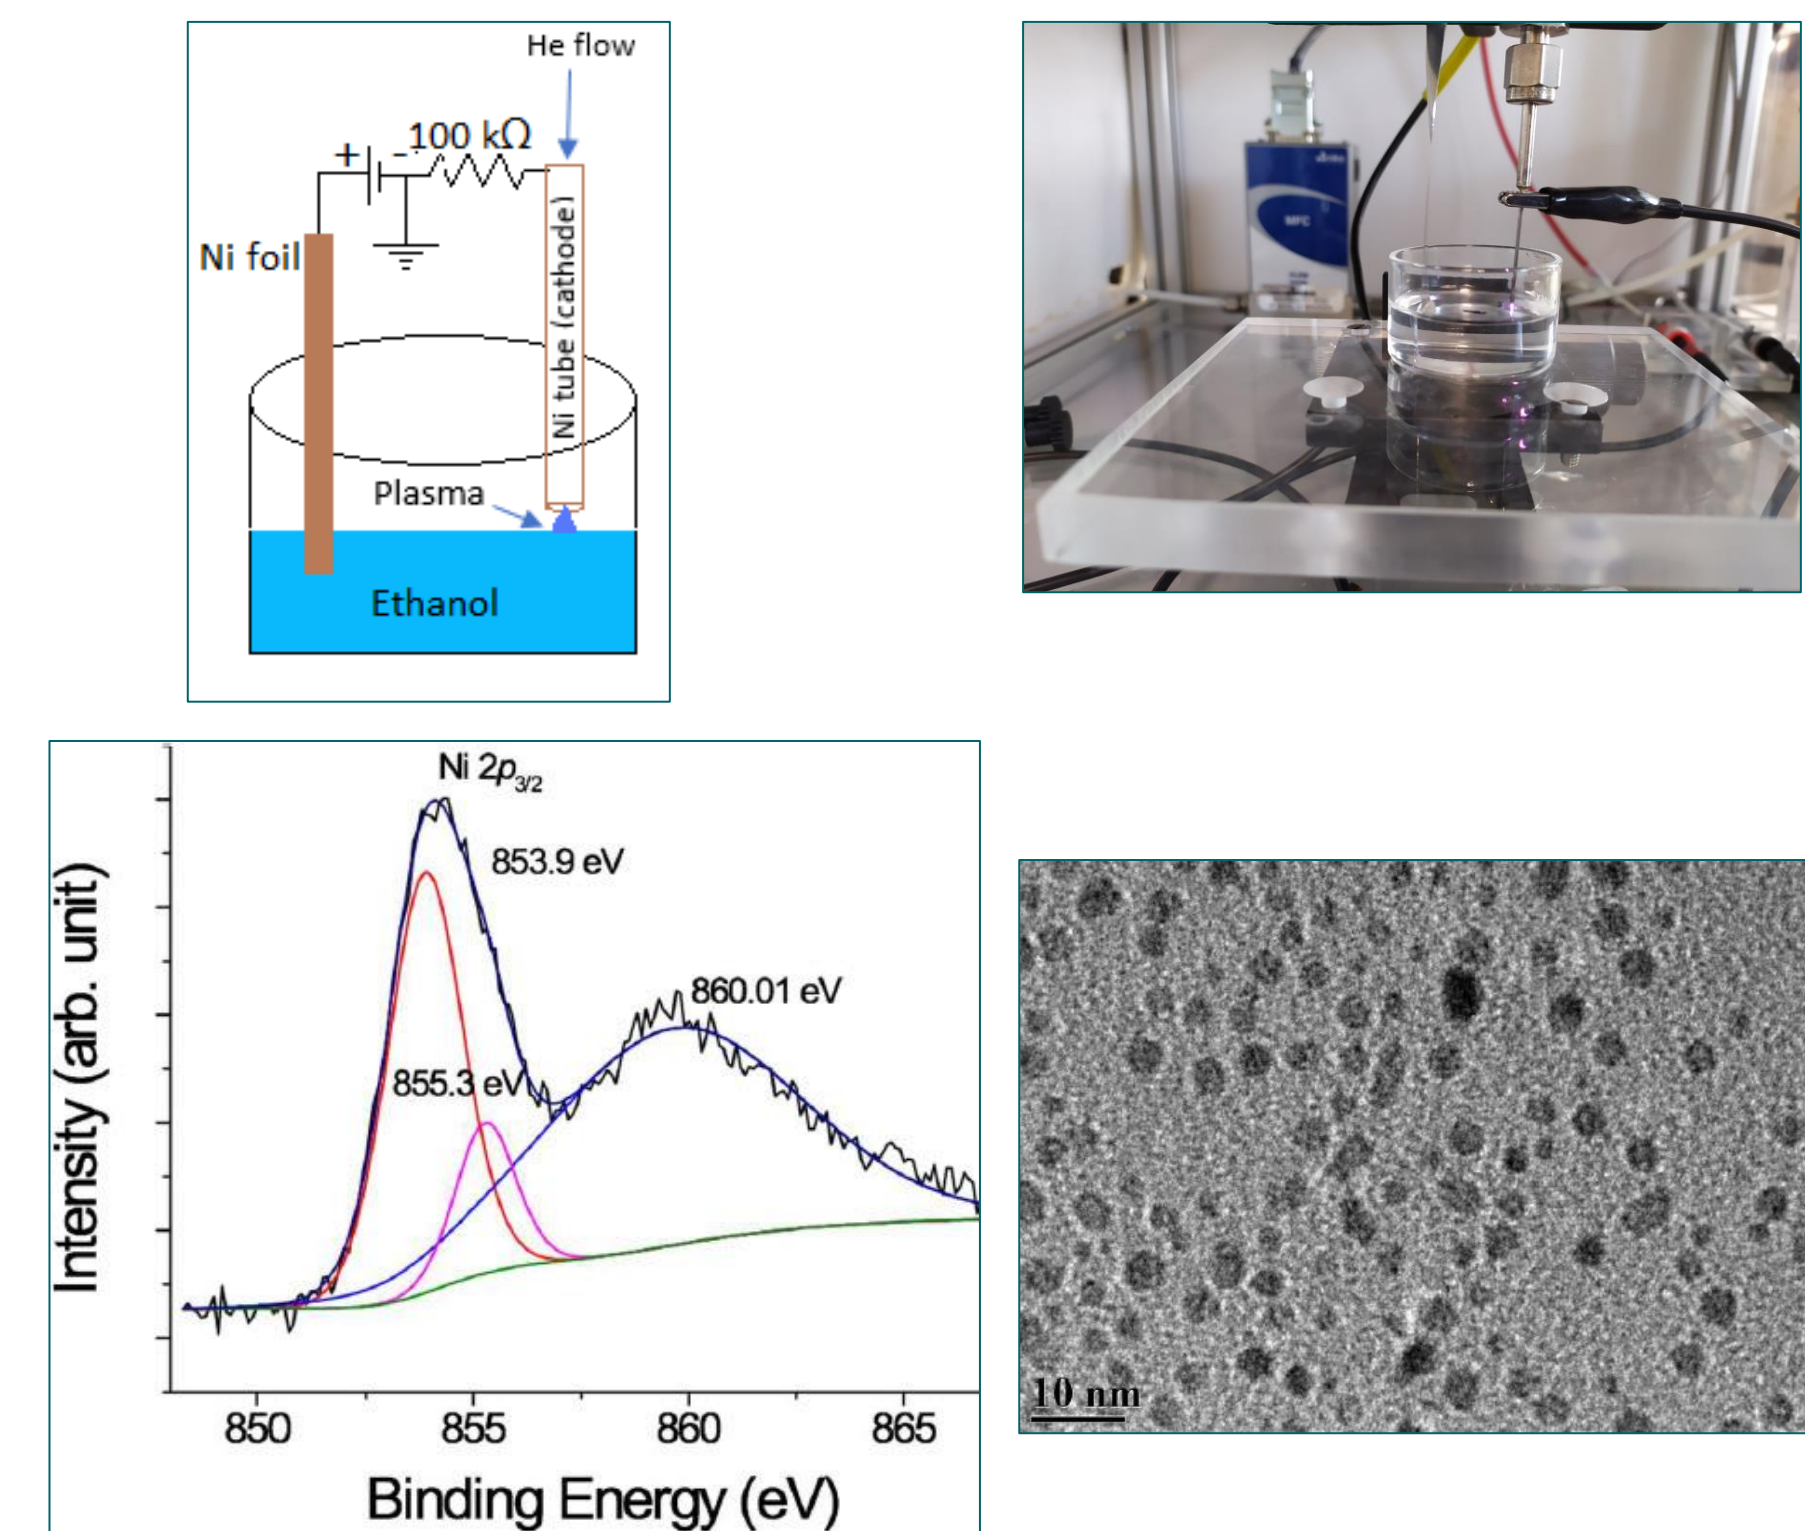 He flow
100 kΩ
+ -
Ni foil
Ni tube (cathode)
Plasma
Ethanol
MFC
Ni 2p3/2
853.9 eV
860.01 eV
855.3 eV
Intensity (arb. unit)
850 855 860 865
Binding Energy (eV)
10 nm